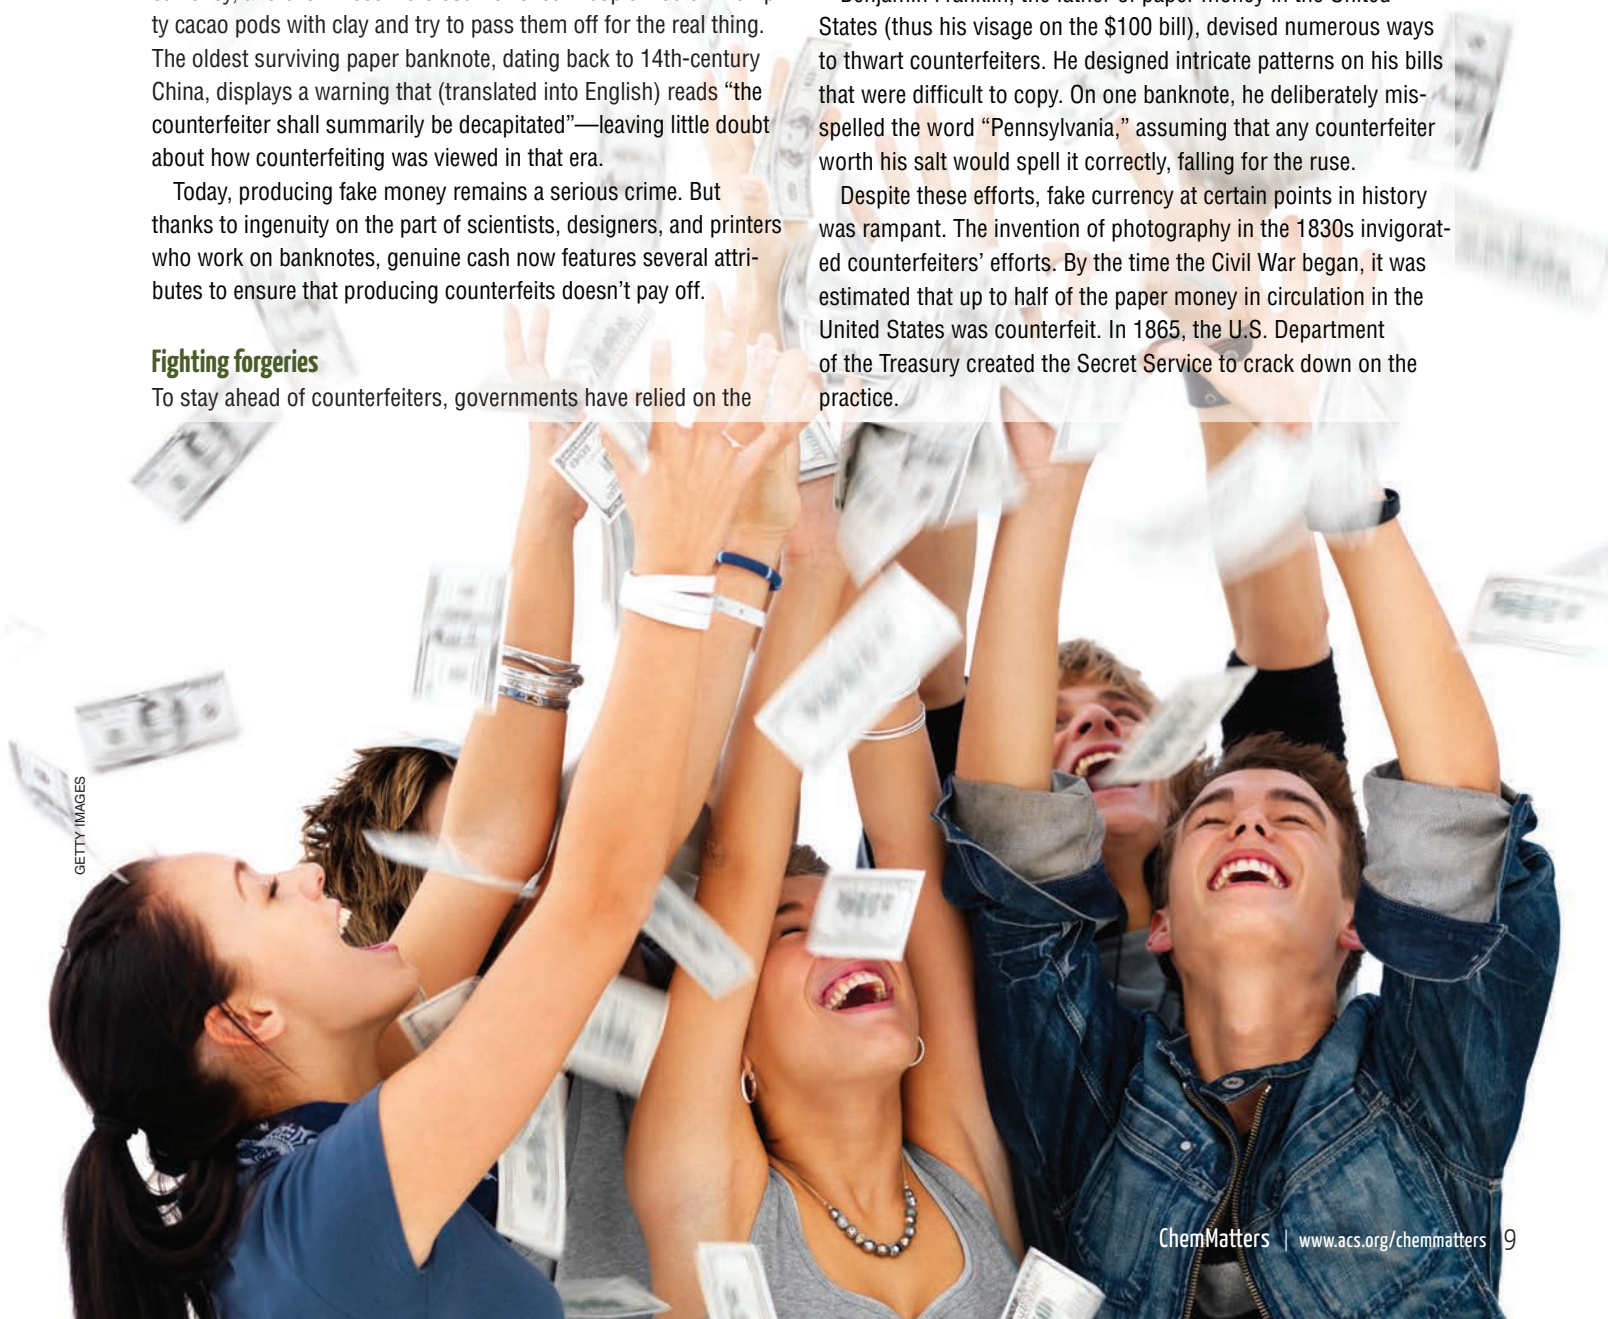 ty cacao pods with clay and try to pass them off for the real thing.
The oldest surviving paper banknote, dating back to 14th-century
China, displays a warning that (translated into English) reads “the
counterfeiter shall summarily be decapitated”—leaving little doubt
about how counterfeiting was viewed in that era.
Today, producing fake money remains a serious crime. But
thanks to ingenuity on the part of scientists, designers, and printers
who work on banknotes, genuine cash now features several attri-
butes to ensure that producing counterfeits doesn’t pay off.
Fighting forgeries
To stay ahead of counterfeiters, governments have relied on the
States (thus his visage on the $100 bill), devised numerous ways
to thwart counterfeiters. He designed intricate patterns on his bills
that were difficult to copy. On one banknote, he deliberately mis-
spelled the word “Pennsylvania,” assuming that any counterfeiter
worth his salt would spell it correctly, falling for the ruse.
Despite these efforts, fake currency at certain points in history
was rampant. The invention of photography in the 1830s invigorat-
ed counterfeiters’ efforts. By the time the Civil War began, it was
estimated that up to half of the paper money in circulation in the
United States was counterfeit. In 1865, the U.S. Department
of the Treasury created the Secret Service to crack down on the
practice.
GETTY IMAGES
ChemMatters | www.acs.org/chemmatters 9